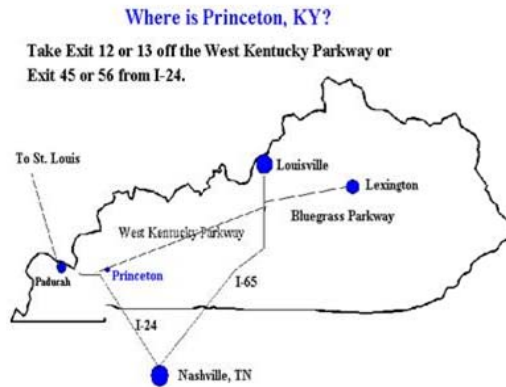 Where is Princeton, KY?
Take Exit 12 or 13 off the West Kentucky Parkway or
Exit 45 or 56 from I-24.
To St. Louis
Louisville
Lexington
Bluegrass Parkway
West Kentucky Parkway
Paducah
Princeton
I-65
I-24
Nashville, TN